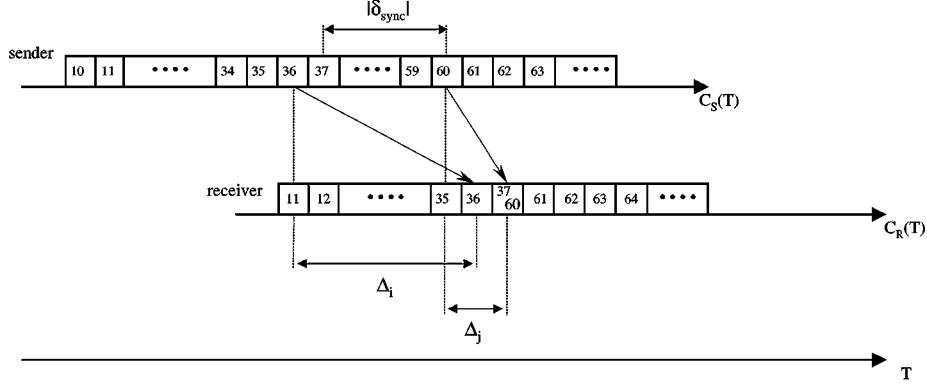 |δsync|
sender
10 11 •••• 34 35 36 37 •••• 59 60 61 62 63 ••••
CS(T)
receiver
11 12 •••• 35 36 37 60 61 62 63 64 ••••
CR(T)
Δi
Δj
T